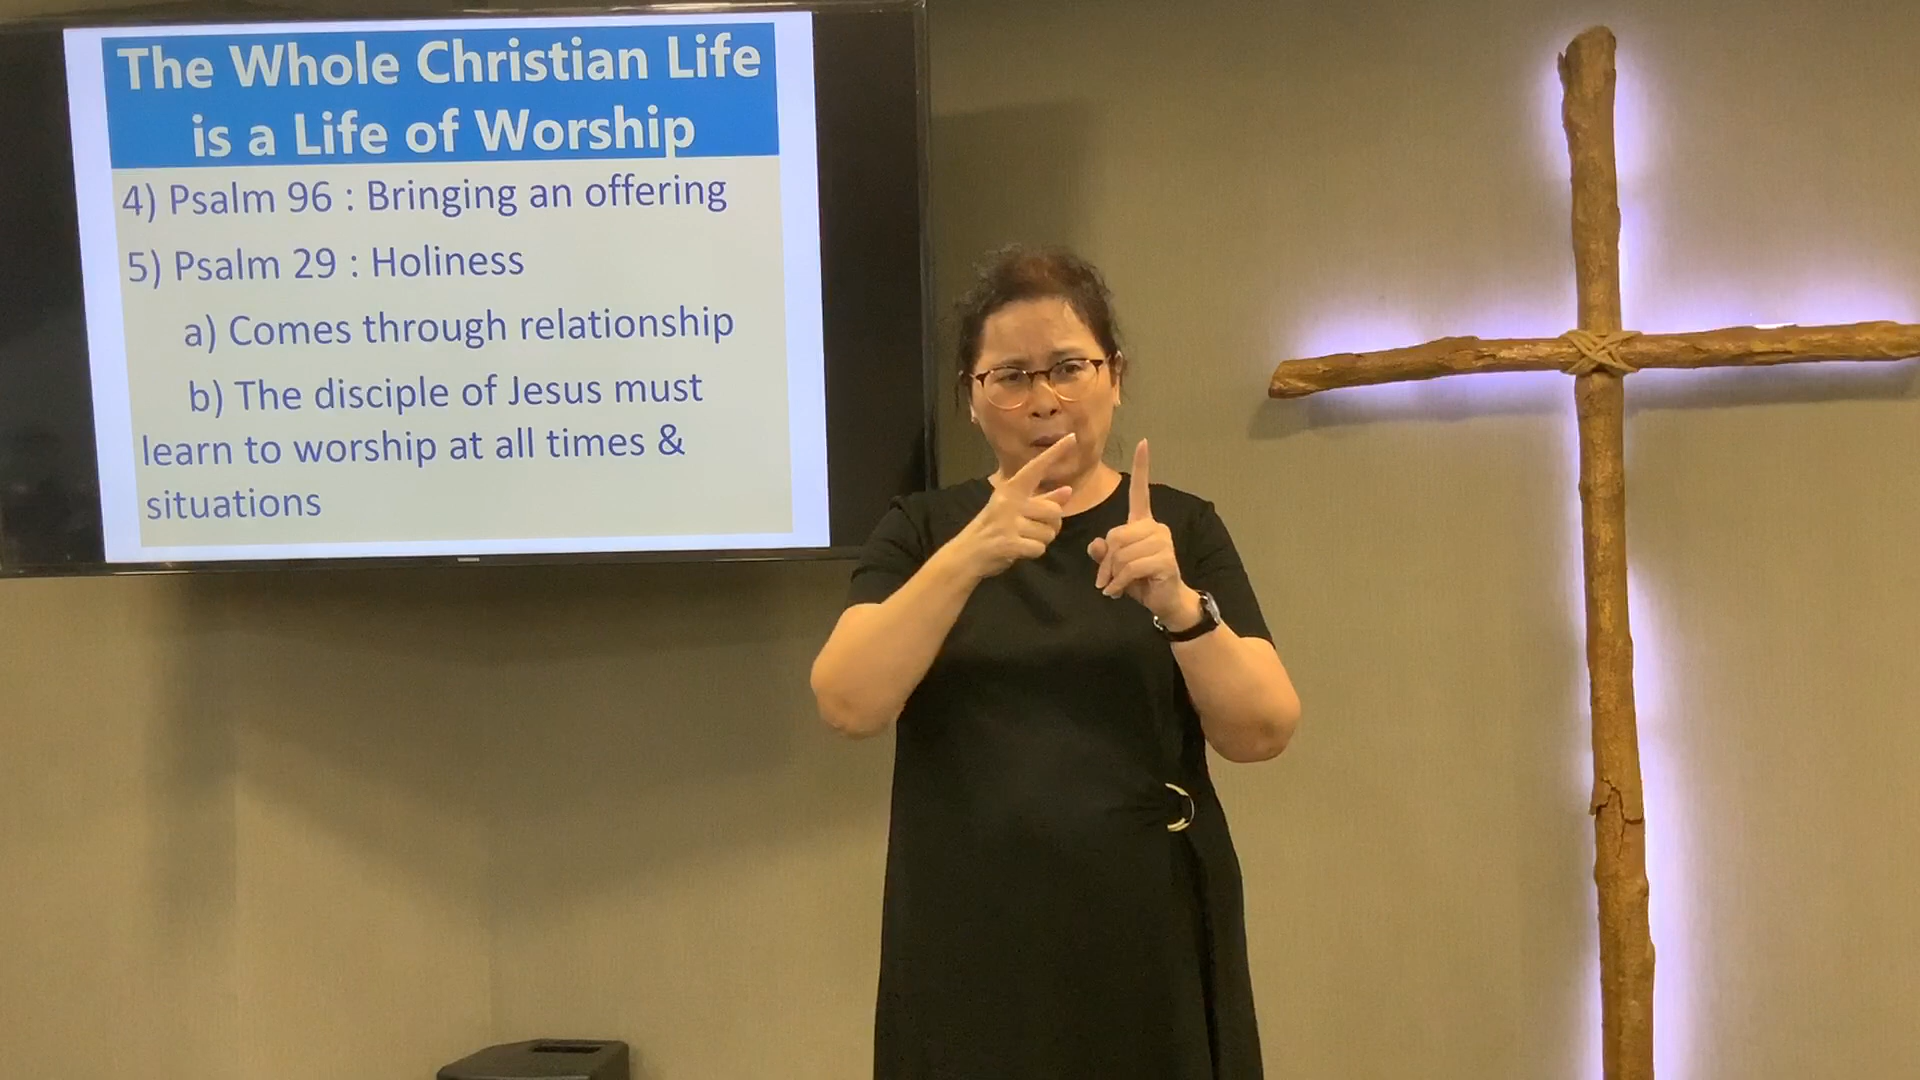 The Whole Christian Life
is a Life of Worship
4) Psalm 96 : Bringing an offering
5) Psalm 29 : Holiness
a) Comes through relationship
b) The disciple of Jesus must
learn to worship at all times &
situations